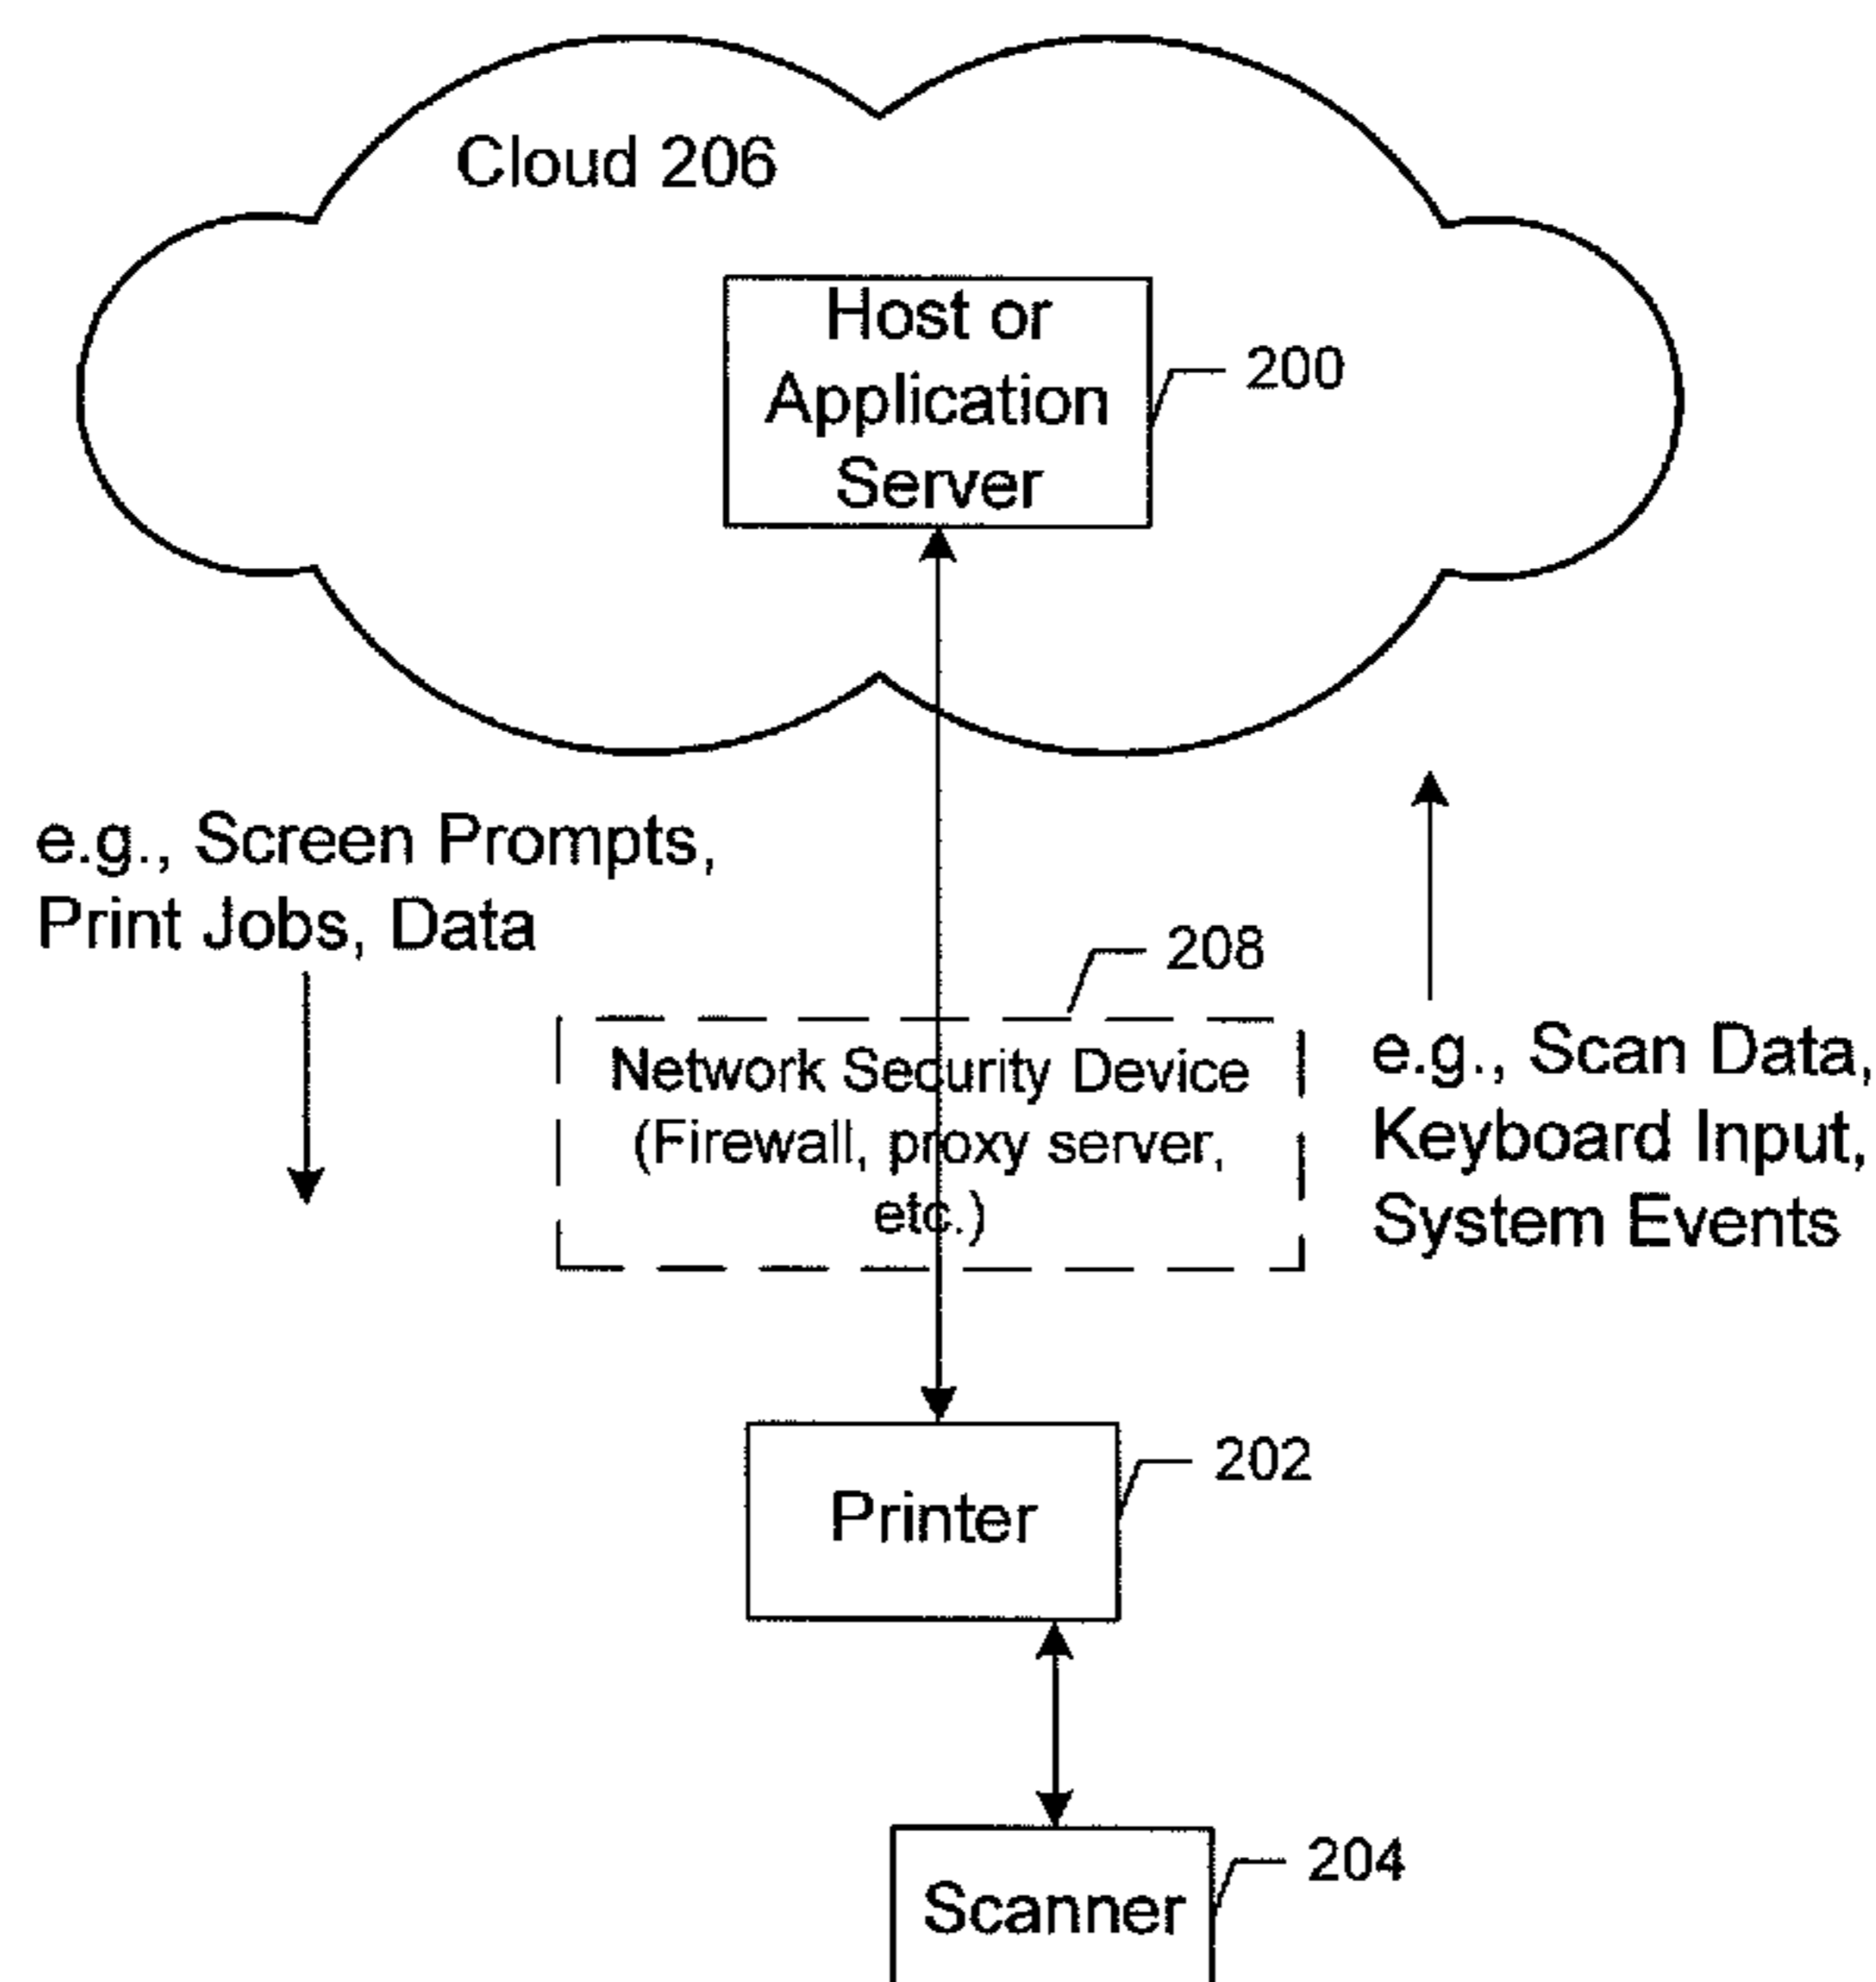 Cloud 206
Host or
Application
Server
200
e.g., Screen Prompts,
Print Jobs, Data
208
Network Security Device
(Firewall, proxy server,
etc.)
e.g., Scan Data,
Keyboard Input,
System Events
Printer
202
Scanner
204